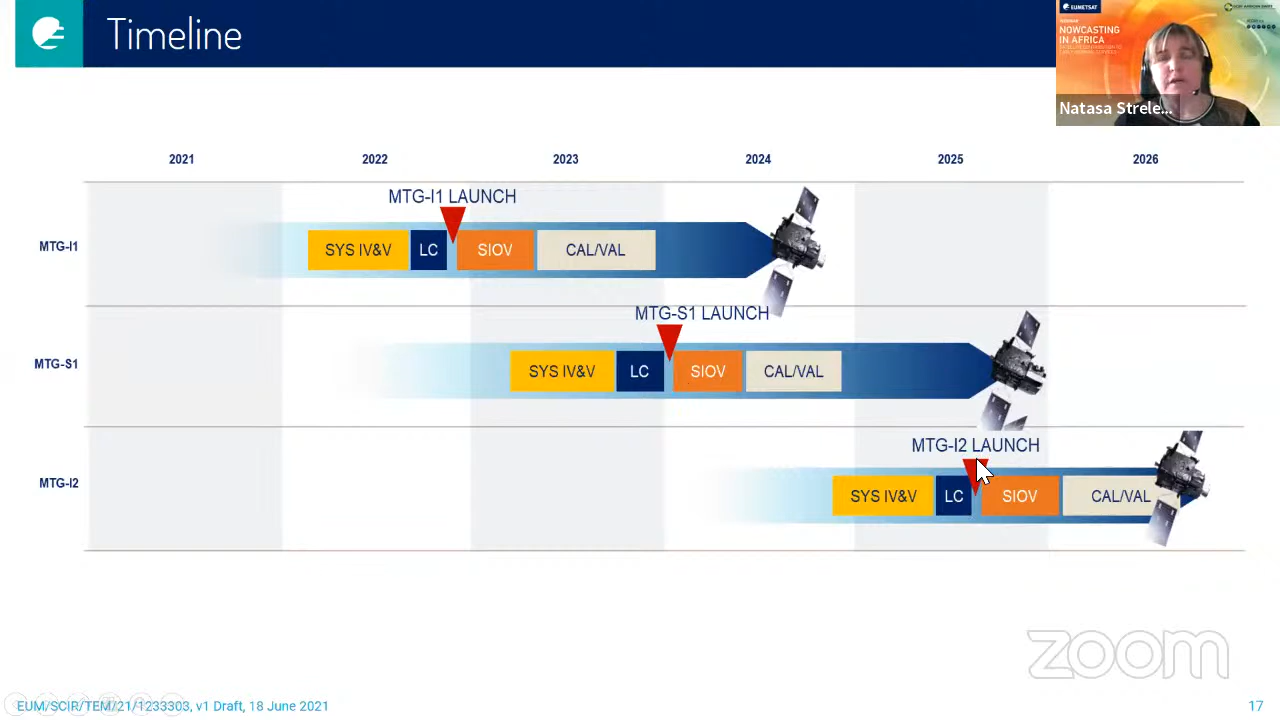 Timeline
EUMETSAT
NOWCASTING
IN AFRICA
Natasa Strele...
2021 2022 2023 2024 2025 2026
MTG-I1 LAUNCH
MTG-I1
SYS IV&V LC SIOV CAL/VAL
MTG-S1 LAUNCH
MTG-S1
SYS IV&V LC SIOV CAL/VAL
MTG-I2 LAUNCH
MTG-I2
SYS IV&V LC SIOV CAL/VAL
zoom
EUM/SCIR/TEM/21/1233303, v1 Draft, 18 June 2021
17